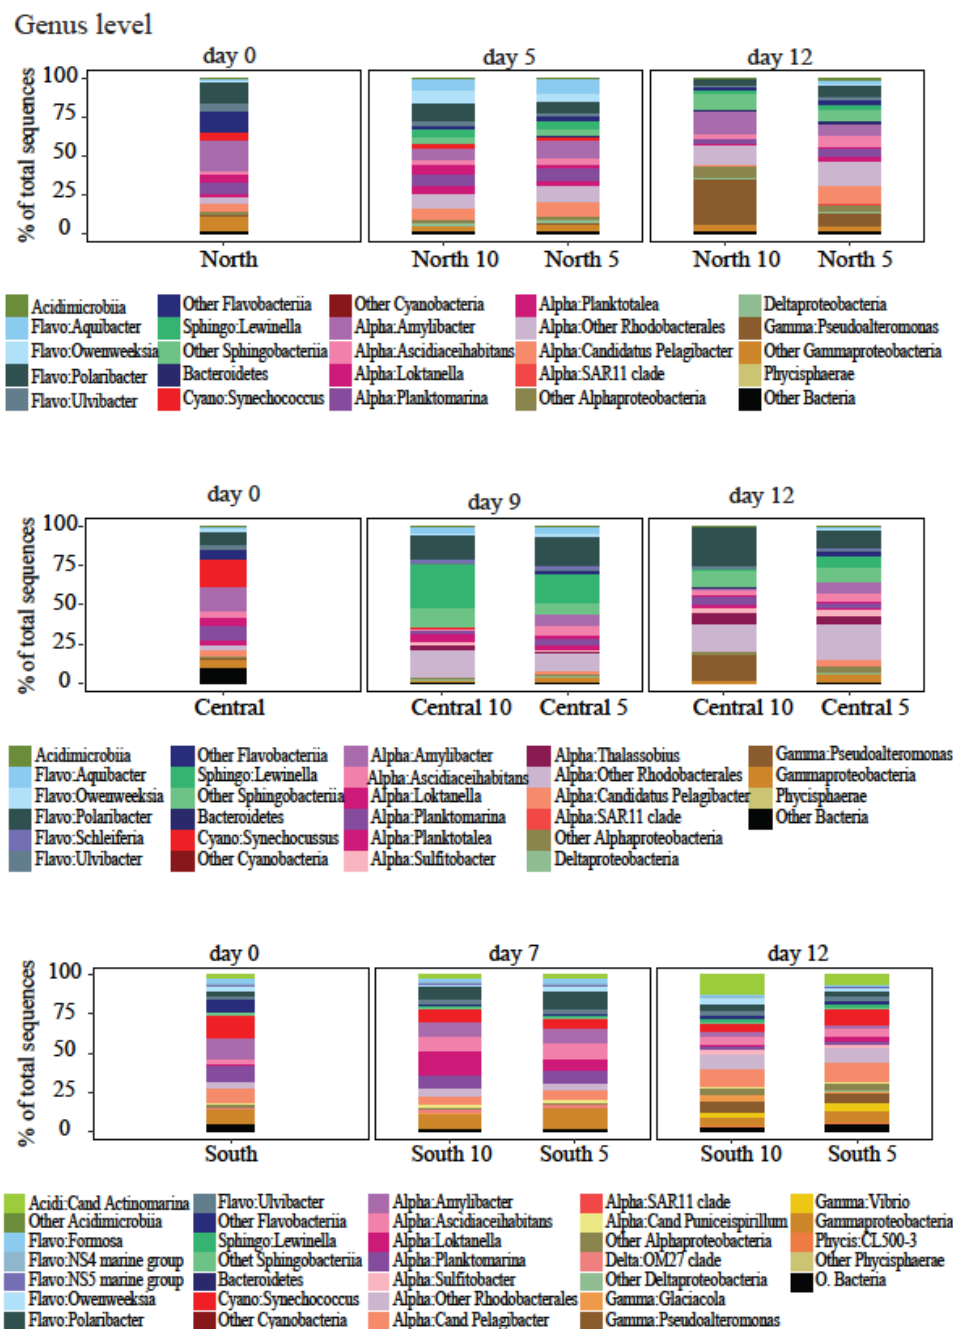 Genus level
day 0
day 5
day 12
% of total sequences
100
75
50
25
0
North
North 10
North 5
North 10
North 5
Acidimicrobiia
Flavo:Aquibacter
Flavo:Owenweeksia
Flavo:Polaribacter
Flavo:Ulvibacter
Other Flavobacteriia
Sphingo:Lewinella
Other Sphingobacteriia
Bacteroidetes
Cyano:Synechococcus
Other Cyanobacteria
Alpha:Amylibacter
Alpha:Ascidiaceihabitans
Alpha:Loktanella
Alpha:Planktomarina
Alpha:Planktotalea
Alpha:Other Rhodobacterales
Alpha:Candidatus Pelagibacter
Alpha:SAR11 clade
Other Alphaproteobacteria
Deltaproteobacteria
Gamma:Pseudoalteromonas
Other Gammaproteobacteria
Phycisphaerae
Other Bacteria
day 0
day 9
day 12
% of total sequences
100
75
50
25
0
Central
Central 10
Central 5
Central 10
Central 5
Acidimicrobiia
Flavo:Aquibacter
Flavo:Owenweeksia
Flavo:Polaribacter
Flavo:Schleiferia
Flavo:Ulvibacter
Other Flavobacteriia
Sphingo:Lewinella
Other Sphingobacteriia
Bacteroidetes
Cyano:Synechocussus
Other Cyanobacteria
Alpha:Amylibacter
Alpha:Ascidiaceihabitans
Alpha:Loktanella
Alpha:Planktomarina
Alpha:Planktotalea
Alpha:Sulfitobacter
Alpha:Thalassobius
Alpha:Other Rhodobacterales
Alpha:Candidatus Pelagibacter
Alpha:SAR11 clade
Other Alphaproteobacteria
Deltaproteobacteria
Gamma:Pseudoalteromonas
Gammaproteobacteria
Phycisphaerae
Other Bacteria
day 0
day 7
day 12
% of total sequences
100
75
50
25
0
South
South 10
South 5
South 10
South 5
Acidi:Cand Actinomarina
Other Acidimicrobiia
Flavo:Formosa
Flavo:NS4 marine group
Flavo:NS5 marine group
Flavo:Owenweeksia
Flavo:Polaribacter
Flavo:Ulvibacter
Other Flavobacteriia
Sphingo:Lewinella
Othet Sphingobacteriia
Bacteroidetes
Cyano:Synechococcus
Other Cyanobacteria
Alpha:Amylibacter
Alpha:Ascidiaceihabitans
Alpha:Loktanella
Alpha:Planktomarina
Alpha:Sulfitobacter
Alpha:Other Rhodobacterales
Alpha:Cand Pelagibacter
Alpha:SAR11 clade
Alpha:Cand Puniceispirillum
Other Alphaproteobacteria
Delta:OM27 clade
Other Deltaproteobacteria
Gamma:Glaciacola
Gamma:Pseudoalteromonas
Gamma:Vibrio
Gammaproteobacteria
Phycis:CL500-3
Other Phycisphaerae
O. Bacteria